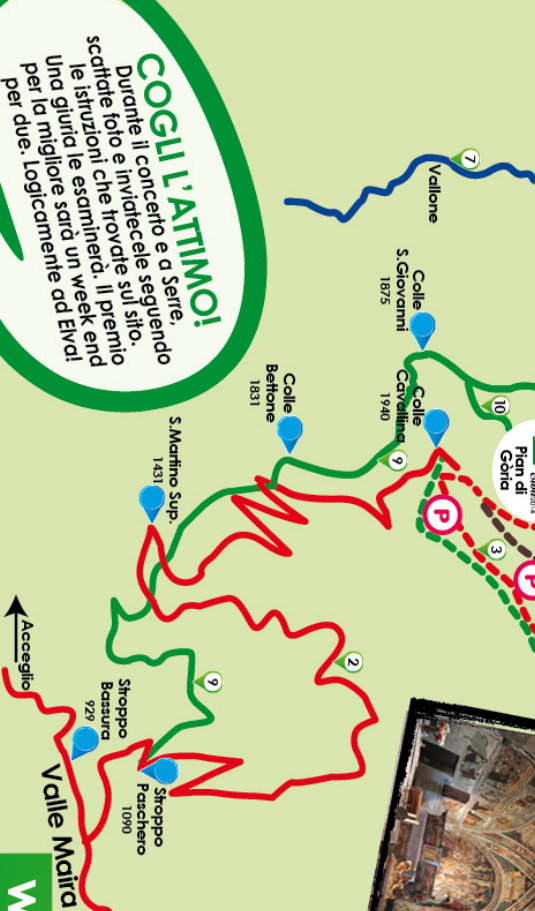 COGLI L'ATTIMO!
Durante il concerto e a Serre,
scattate foto e inviatecele seguendo
le istruzioni che trovate sul sito.
Una giuria le esaminerà. Il premio
per la migliore sarà un week end
per due. Logicamente ad Elva!
7
Vallone
Colle
S.Giovanni
1875
Colle
Cavallina
1940
10
Pian di
Gòria
P
P
3
9
Colle
Bettone
1831
S.Martino Sup.
1431
2
9
Stroppo
Bassura
929
Stroppo
Paschero
1090
Acceglio
Valle Maira
W